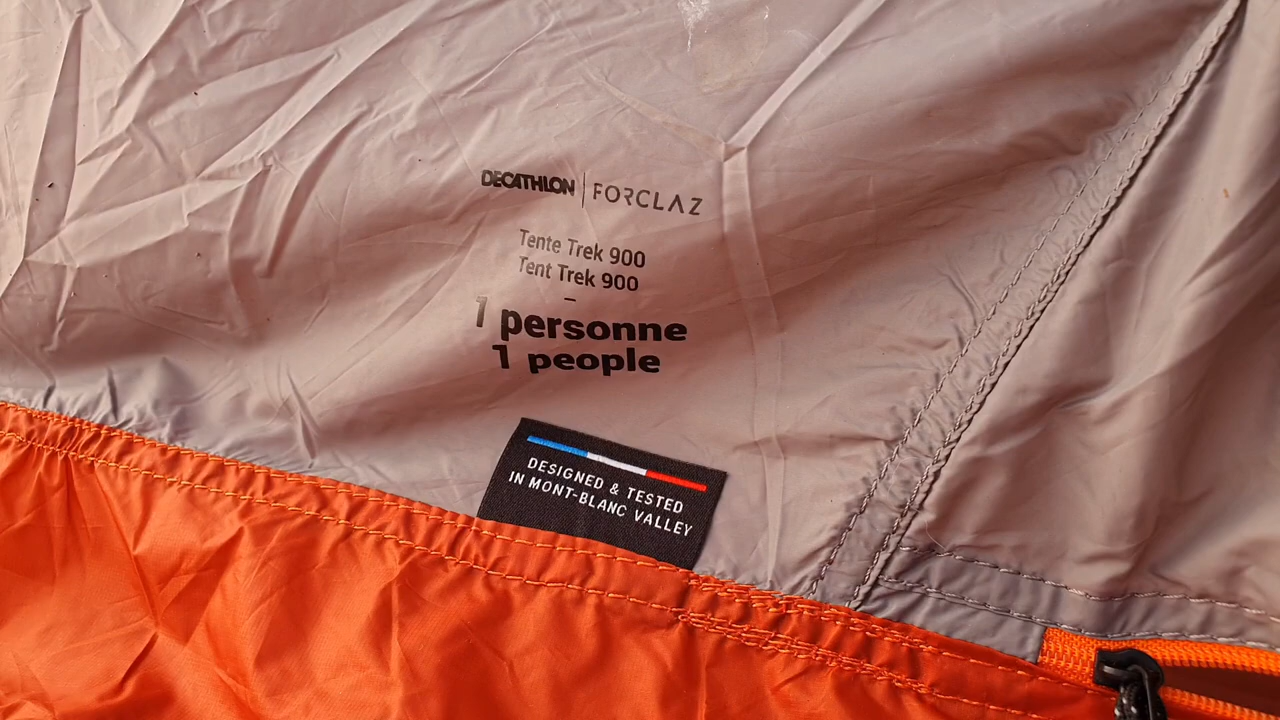 DECATHLON | FORCLAZ
Tente Trek 900
Tent Trek 900
–
1 personne
1 people
DESIGNED & TESTED
IN MONT-BLANC VALLEY